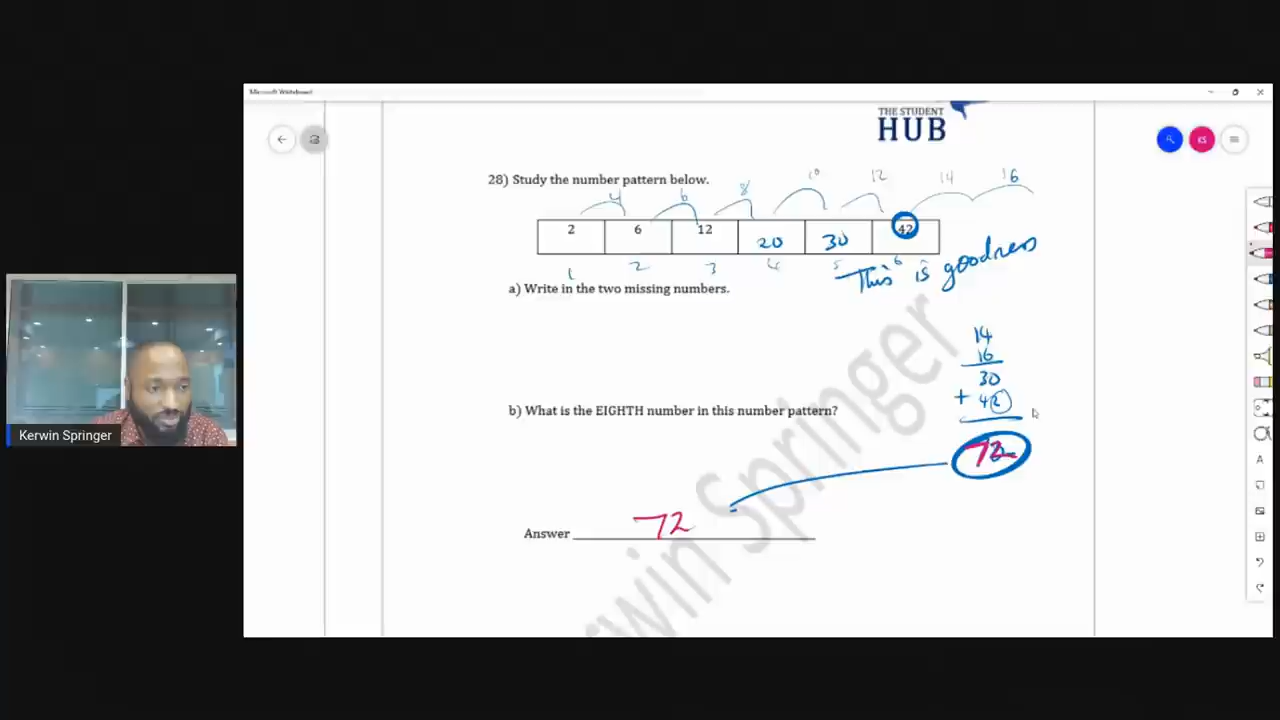 Microsoft Whiteboard
THE STUDENT
HUB
KS
28) Study the number pattern below.
4 6 8 10 12 14 16
2 6 12 20 30 42
1 2 3 4 5 6
This is goodness
a) Write in the two missing numbers.
14
16
30
+ 42
72
b) What is the EIGHTH number in this number pattern?
Answer 72
Kerwin Springer
rwin Springer
A